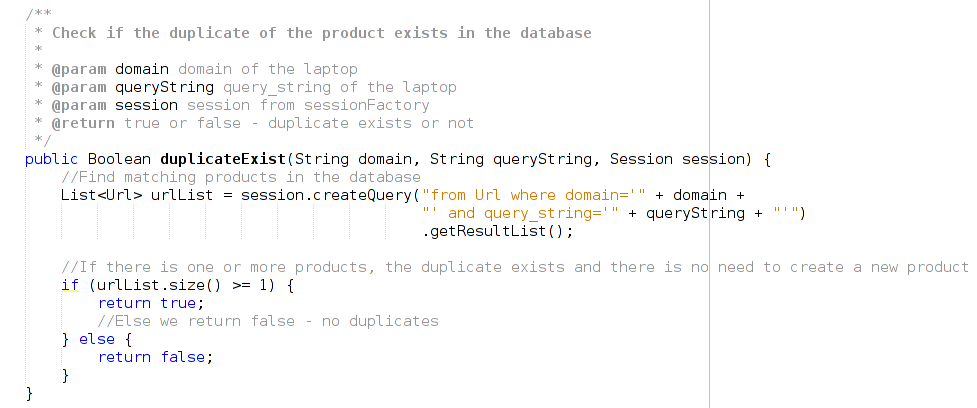 /**
 * Check if the duplicate of the product exists in the database
 *
 * @param domain domain of the laptop
 * @param queryString query_string of the laptop
 * @param session session from sessionFactory
 * @return true or false - duplicate exists or not
 */
public Boolean duplicateExist(String domain, String queryString, Session session) {
    //Find matching products in the database
    List<Url> urlList = session.createQuery("from Url where domain='" + domain +
                                            "' and query_string='" + queryString + "'")
                                            .getResultList();

    //If there is one or more products, the duplicate exists and there is no need to create a new product
    if (urlList.size() >= 1) {
        return true;
        //Else we return false - no duplicates
    } else {
        return false;
    }
}